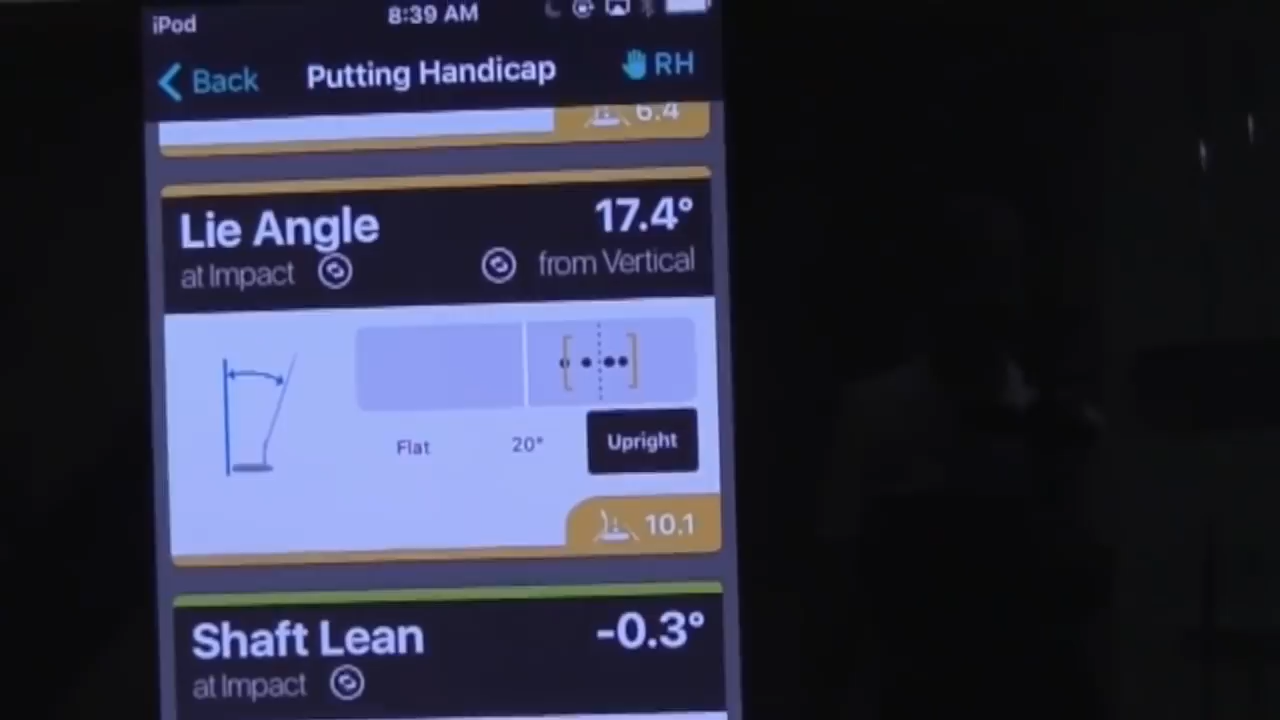 iPod
8:39 AM
Back
Putting Handicap
RH
6.4
Lie Angle
17.4°
at Impact
from Vertical
Flat
20°
Upright
10.1
Shaft Lean
-0.3°
at Impact